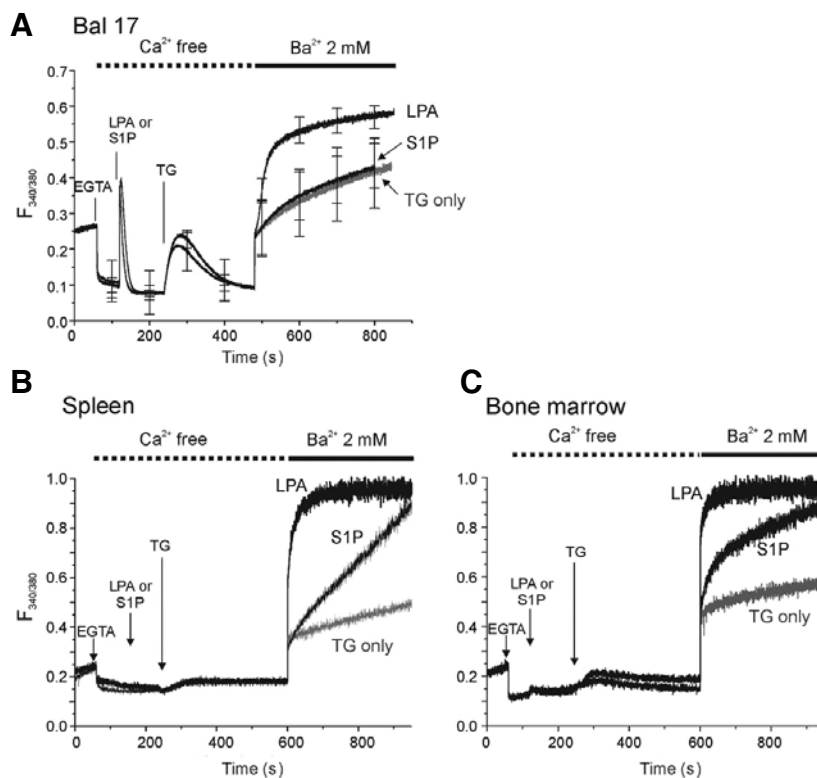 A
Bal 17
Ca²⁺ free
Ba²⁺ 2 mM
0.7
0.6
0.5
0.4
0.3
0.2
0.1
0.0
F340/380
EGTA
LPA or
S1P
TG
LPA
S1P
TG only
0
200
400
600
800
Time (s)
B
Spleen
Ca²⁺ free
Ba²⁺ 2 mM
1.0
0.8
0.6
0.4
0.2
0.0
F340/380
EGTA
LPA or
S1P
TG
LPA
S1P
TG only
0
200
400
600
800
Time (s)
C
Bone marrow
Ca²⁺ free
Ba²⁺ 2 mM
1.0
0.8
0.6
0.4
0.2
0.0
EGTA
LPA or
S1P
TG
LPA
S1P
TG only
0
200
400
600
800
Time (s)